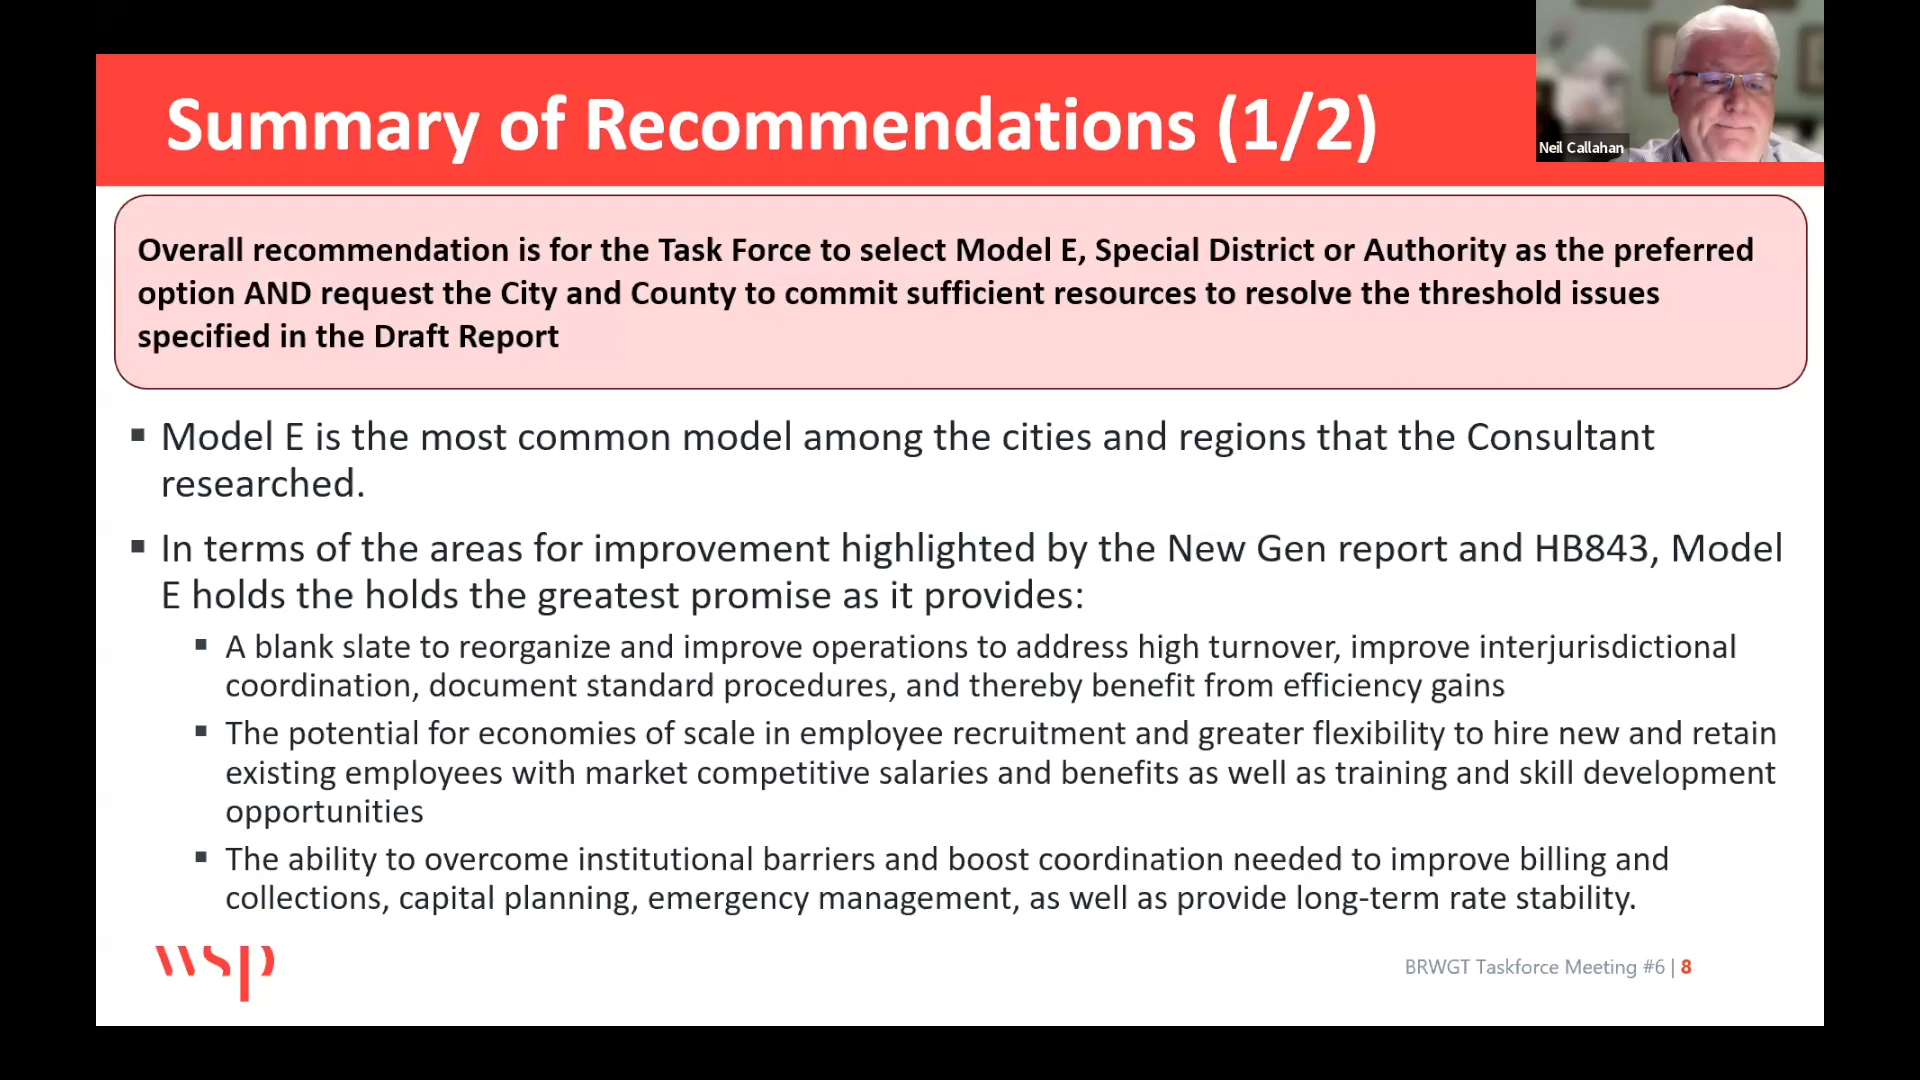 Summary of Recommendations (1/2)
Neil Callahan
Overall recommendation is for the Task Force to select Model E, Special District or Authority as the preferred
option AND request the City and County to commit sufficient resources to resolve the threshold issues
specified in the Draft Report
▪ Model E is the most common model among the cities and regions that the Consultant
researched.
▪ In terms of the areas for improvement highlighted by the New Gen report and HB843, Model
E holds the holds the greatest promise as it provides:
▪ A blank slate to reorganize and improve operations to address high turnover, improve interjurisdictional
coordination, document standard procedures, and thereby benefit from efficiency gains
▪ The potential for economies of scale in employee recruitment and greater flexibility to hire new and retain
existing employees with market competitive salaries and benefits as well as training and skill development
opportunities
▪ The ability to overcome institutional barriers and boost coordination needed to improve billing and
collections, capital planning, emergency management, as well as provide long-term rate stability.
wsp
BRWGT Taskforce Meeting #6 | 8